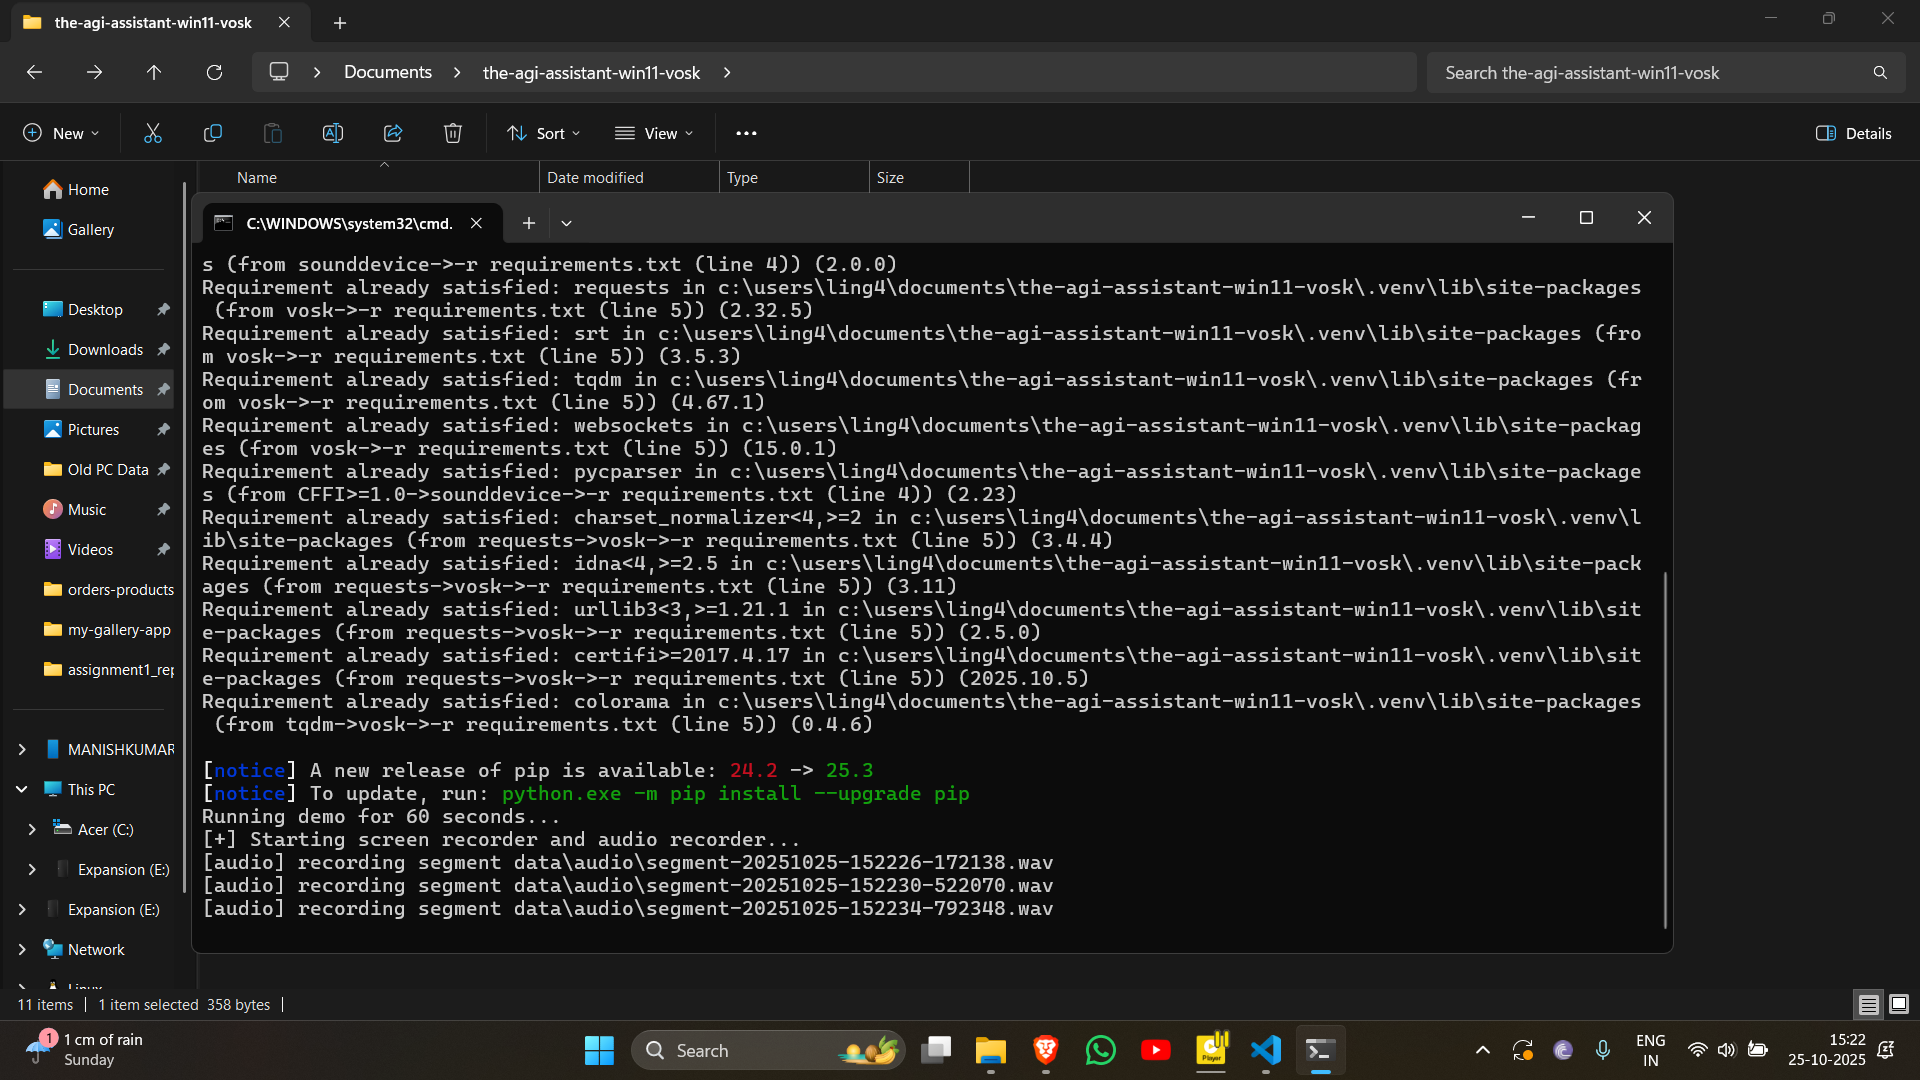 the-agi-assistant-win11-vosk
Documents
the-agi-assistant-win11-vosk
Search the-agi-assistant-win11-vosk
New
Sort
View
Details
Name
Date modified
Type
Size
Home
Gallery
Desktop
Downloads
Documents
Pictures
Old PC Data
Music
Videos
orders-products
my-gallery-app
assignment1_rep
MANISHKUMAR
This PC
Acer (C:)
Expansion (E:)
Expansion (E:)
Network
Linux
C:\WINDOWS\system32\cmd.
s (from sounddevice->-r requirements.txt (line 4)) (2.0.0)
Requirement already satisfied: requests in c:\users\ling4\documents\the-agi-assistant-win11-vosk\.venv\lib\site-packages
(from vosk->-r requirements.txt (line 5)) (2.32.5)
Requirement already satisfied: srt in c:\users\ling4\documents\the-agi-assistant-win11-vosk\.venv\lib\site-packages (fro
m vosk->-r requirements.txt (line 5)) (3.5.3)
Requirement already satisfied: tqdm in c:\users\ling4\documents\the-agi-assistant-win11-vosk\.venv\lib\site-packages (fr
om vosk->-r requirements.txt (line 5)) (4.67.1)
Requirement already satisfied: websockets in c:\users\ling4\documents\the-agi-assistant-win11-vosk\.venv\lib\site-packag
es (from vosk->-r requirements.txt (line 5)) (15.0.1)
Requirement already satisfied: pycparser in c:\users\ling4\documents\the-agi-assistant-win11-vosk\.venv\lib\site-package
s (from CFFI>=1.0->sounddevice->-r requirements.txt (line 4)) (2.23)
Requirement already satisfied: charset_normalizer<4,>=2 in c:\users\ling4\documents\the-agi-assistant-win11-vosk\.venv\l
ib\site-packages (from requests->vosk->-r requirements.txt (line 5)) (3.4.4)
Requirement already satisfied: idna<4,>=2.5 in c:\users\ling4\documents\the-agi-assistant-win11-vosk\.venv\lib\site-pack
ages (from requests->vosk->-r requirements.txt (line 5)) (3.11)
Requirement already satisfied: urllib3<3,>=1.21.1 in c:\users\ling4\documents\the-agi-assistant-win11-vosk\.venv\lib\sit
e-packages (from requests->vosk->-r requirements.txt (line 5)) (2.5.0)
Requirement already satisfied: certifi>=2017.4.17 in c:\users\ling4\documents\the-agi-assistant-win11-vosk\.venv\lib\sit
e-packages (from requests->vosk->-r requirements.txt (line 5)) (2025.10.5)
Requirement already satisfied: colorama in c:\users\ling4\documents\the-agi-assistant-win11-vosk\.venv\lib\site-packages
(from tqdm->vosk->-r requirements.txt (line 5)) (0.4.6)
[notice] A new release of pip is available: 24.2 -> 25.3
[notice] To update, run: python.exe -m pip install --upgrade pip
Running demo for 60 seconds...
[+] Starting screen recorder and audio recorder...
[audio] recording segment data\audio\segment-20251025-152226-172138.wav
[audio] recording segment data\audio\segment-20251025-152230-522070.wav
[audio] recording segment data\audio\segment-20251025-152234-792348.wav
11 items
1 item selected 358 bytes
1
1 cm of rain
Sunday
Search
Player
ENG
IN
15:22
25-10-2025